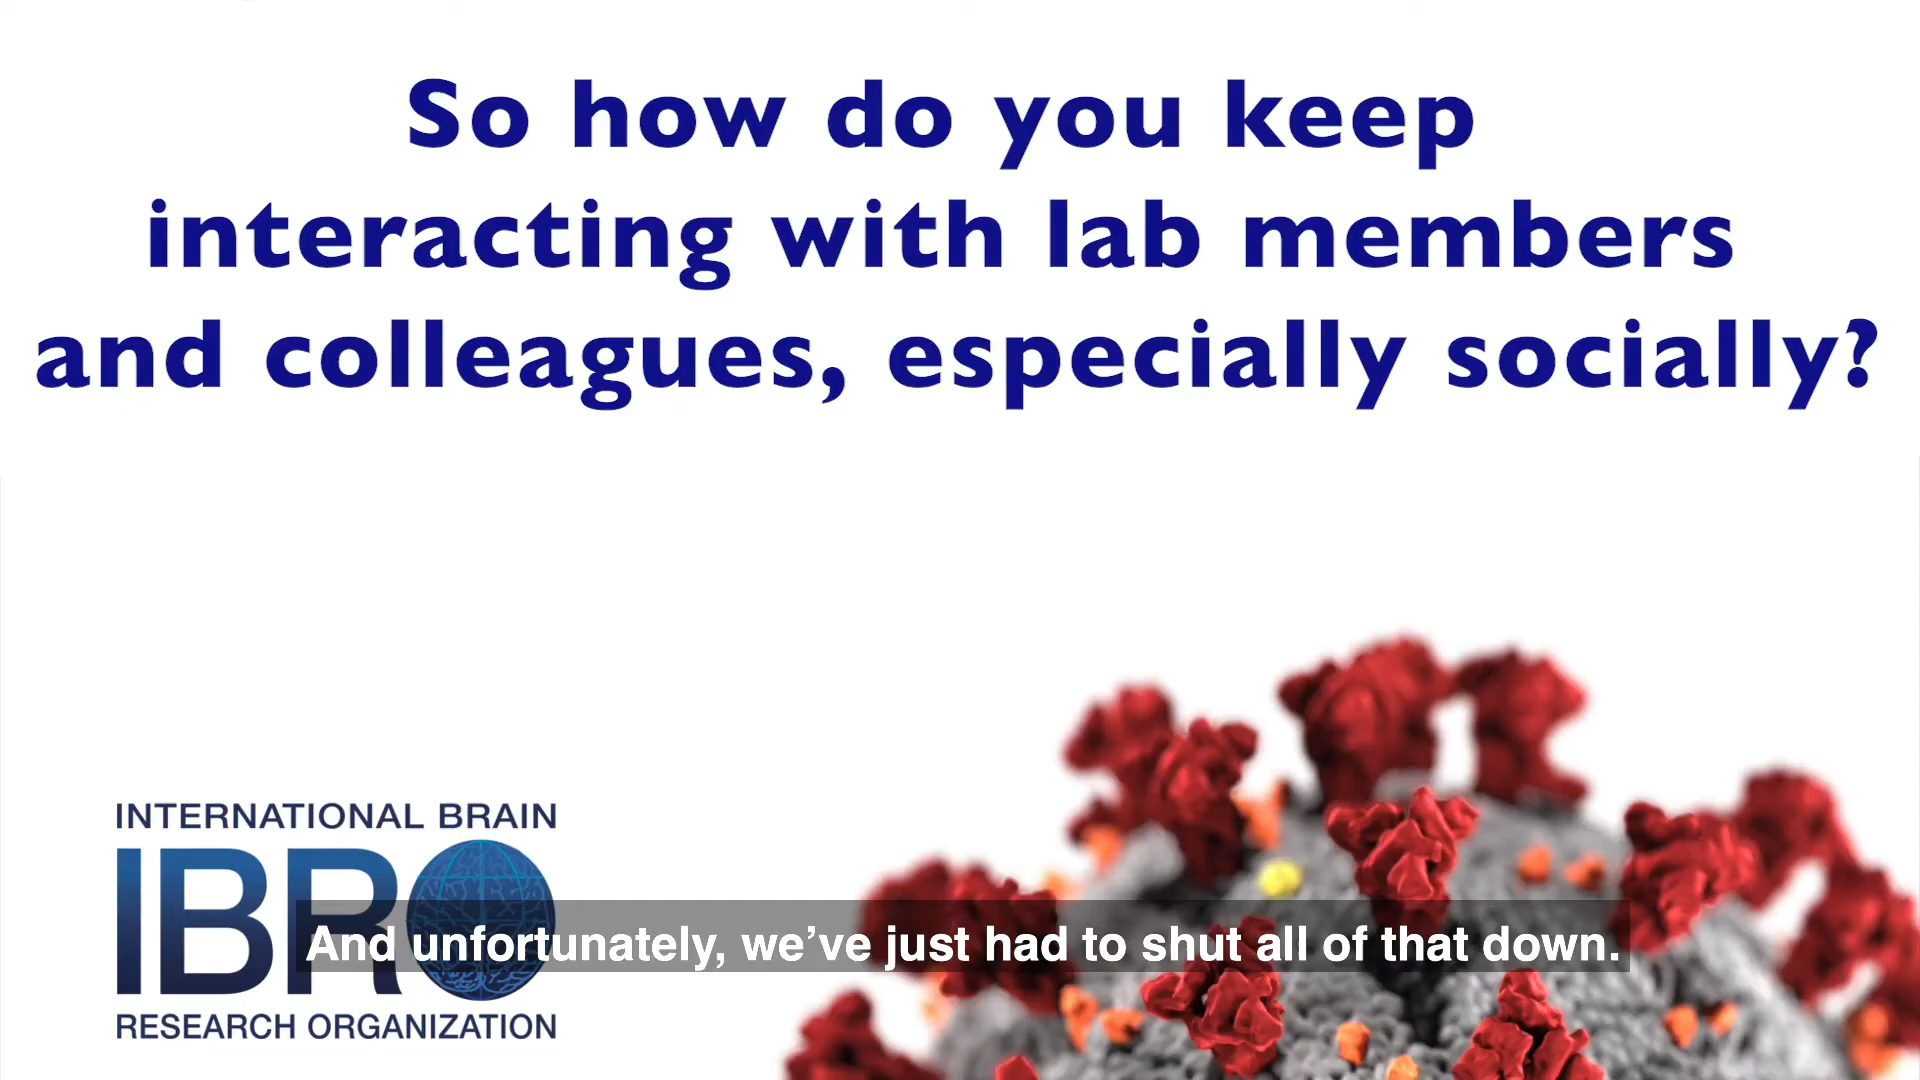 So how do you keep
interacting with lab members
and colleagues, especially socially?
INTERNATIONAL BRAIN
IBRO
RESEARCH ORGANIZATION
And unfortunately, we’ve just had to shut all of that down.